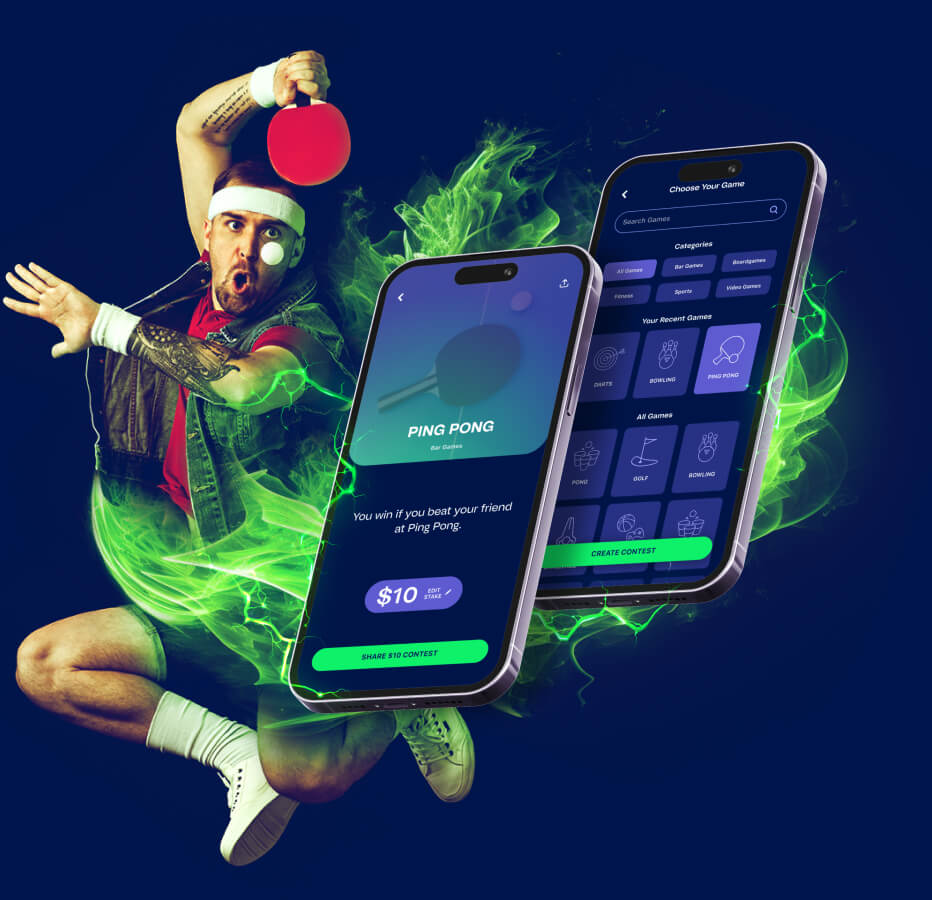 PING PONG
Bar Games
You win if you beat your friend
at Ping Pong.
$10
EDIT
STAKE
SHARE $10 CONTEST
Choose Your Game
Search Games
Categories
All Games
Bar Games
Boardgames
Fitness
Sports
Video Games
Your Recent Games
DARTS
BOWLING
PING PONG
All Games
PONG
GOLF
BOWLING
CREATE CONTEST